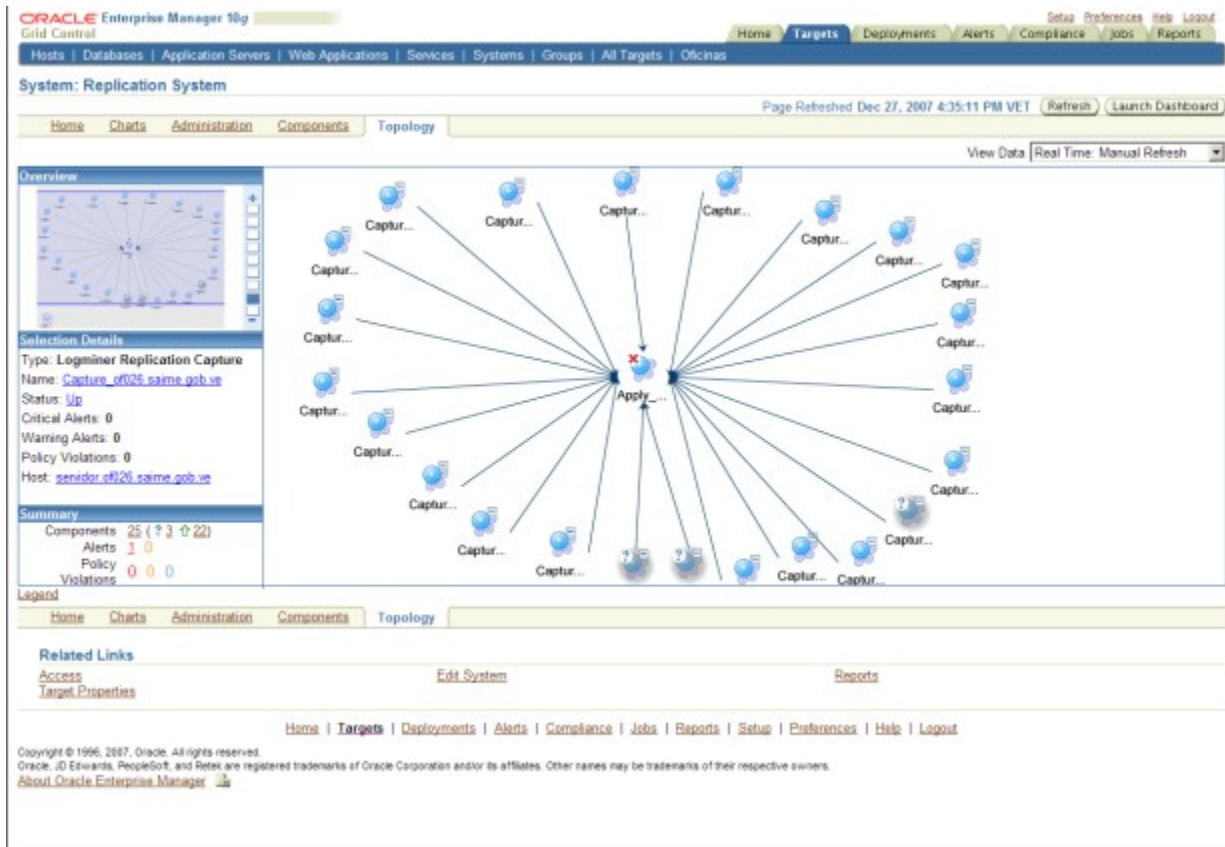 ORACLE Enterprise Manager 10g
Grid Control
Setup Preferences Help Logout
Home Targets Deployments Alerts Compliance Jobs Reports
Hosts | Databases | Application Servers | Web Applications | Services | Systems | Groups | All Targets | Oficinas
System: Replication System
Page Refreshed Dec 27, 2007 4:35:11 PM VET Refresh Launch Dashboard
Home Charts Administration Components Topology
View Data Real Time: Manual Refresh
Overview
Captur...
Captur...
Captur...
Captur...
Captur...
Captur...
Captur...
Captur...
Captur...
Captur...
Captur...
Apply_...
Captur...
Captur...
Captur...
Captur...
Captur...
Captur...
Captur...
Captur...
Captur...
Captur...
Selection Details
Type: Logminer Replication Capture
Name: Capture_of026.saime.gob.ve
Status: Up
Critical Alerts: 0
Warning Alerts: 0
Policy Violations: 0
Host: servidor.of026.saime.gob.ve
Summary
Components 25 ( ? 3 22)
Alerts 1 0
Policy Violations 0 0 0
Legend
Home Charts Administration Components Topology
Related Links
Access Edit System Reports
Target Properties
Home | Targets | Deployments | Alerts | Compliance | Jobs | Reports | Setup | Preferences | Help | Logout
Copyright © 1996, 2007, Oracle. All rights reserved.
Oracle, JD Edwards, PeopleSoft, and Retek are registered trademarks of Oracle Corporation and/or its affiliates. Other names may be trademarks of their respective owners.
About Oracle Enterprise Manager